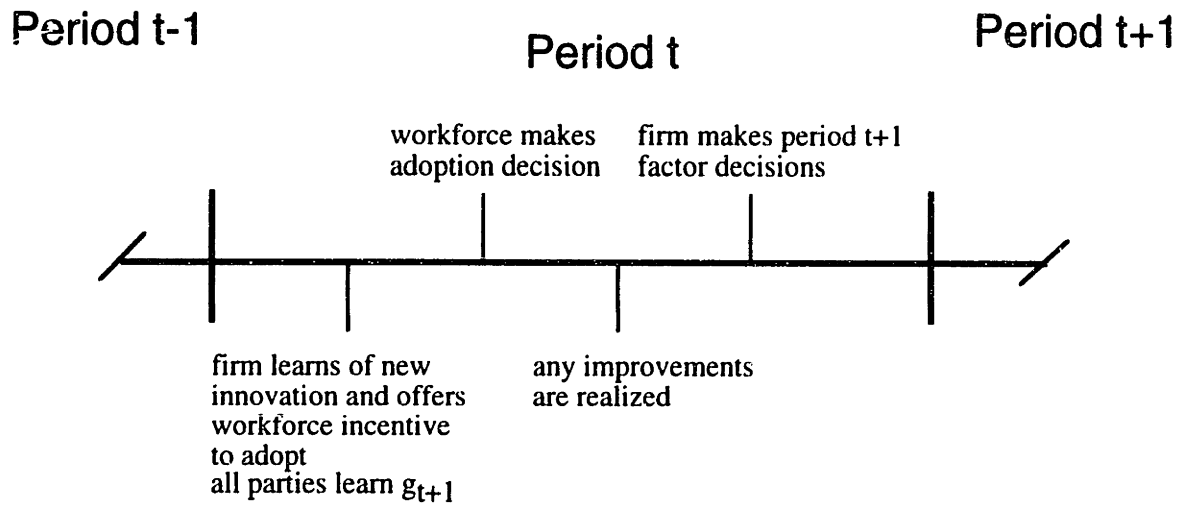 Period t-1
Period t
Period t+1
workforce makes
adoption decision
firm makes period t+1
factor decisions
firm learns of new
innovation and offers
workforce incentive
to adopt
all parties learn gt+1
any improvements
are realized